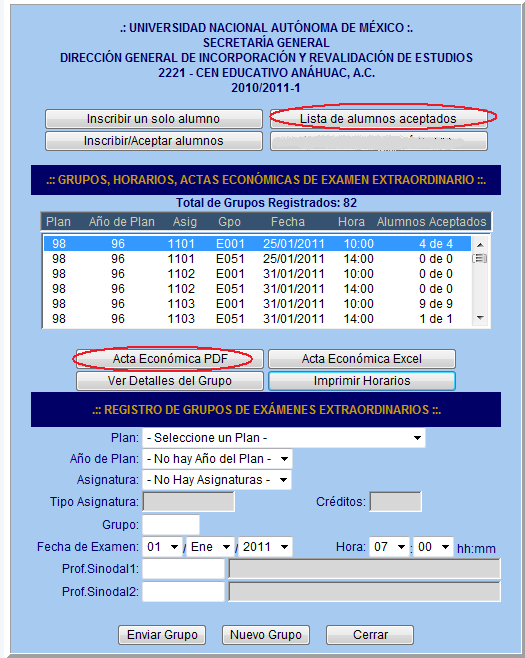 .: UNIVERSIDAD NACIONAL AUTÓNOMA DE MÉXICO :.
SECRETARÍA GENERAL
DIRECCIÓN GENERAL DE INCORPORACIÓN Y REVALIDACIÓN DE ESTUDIOS
2221 - CEN EDUCATIVO ANÁHUAC, A.C.
2010/2011-1
Inscribir un solo alumno Lista de alumnos aceptados
Inscribir/Aceptar alumnos
.:: GRUPOS, HORARIOS, ACTAS ECONÓMICAS DE EXAMEN EXTRAORDINARIO ::.
Total de Grupos Registrados: 82
Plan Año de Plan Asig Gpo Fecha Hora Alumnos Aceptados
98 96 1101 E001 25/01/2011 10:00 4 de 4
98 96 1101 E051 25/01/2011 14:00 0 de 0
98 96 1102 E001 31/01/2011 10:00 0 de 0
98 96 1102 E051 31/01/2011 14:00 0 de 0
98 96 1103 E001 31/01/2011 10:00 9 de 9
98 96 1103 E051 31/01/2011 14:00 1 de 1
Acta Económica PDF Acta Económica Excel
Ver Detalles del Grupo Imprimir Horarios
.:: REGISTRO DE GRUPOS DE EXÁMENES EXTRAORDINARIOS ::.
Plan: - Seleccione un Plan -
Año de Plan: - No hay Año del Plan -
Asignatura: - No Hay Asignaturas -
Tipo Asignatura: Créditos:
Grupo:
Fecha de Examen: 01 / Ene / 2011 Hora: 07 : 00 hh:mm
Prof.Sinodal1:
Prof.Sinodal2:
Enviar Grupo Nuevo Grupo Cerrar